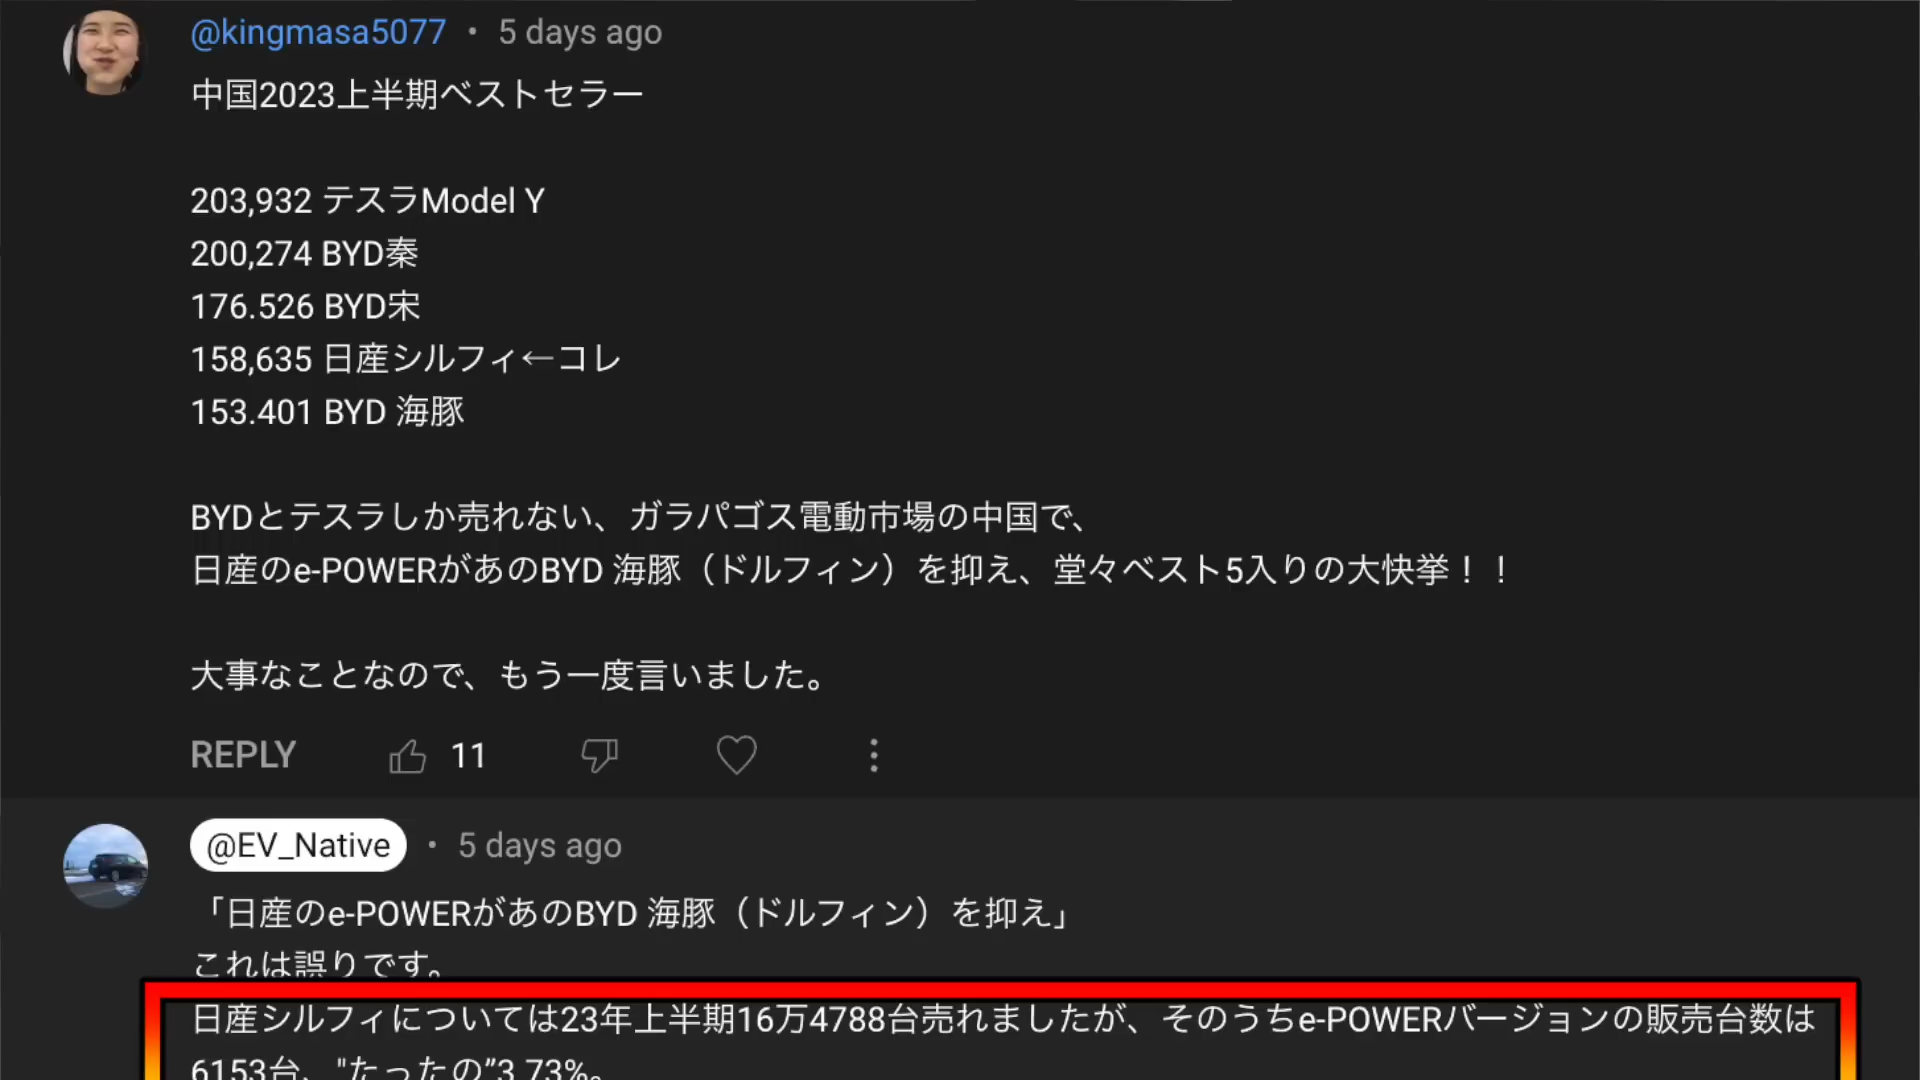 @kingmasa5077 • 5 days ago
中国2023上半期ベストセラー
203,932 テスラModel Y
200,274 BYD秦
176.526 BYD宋
158,635 日産シルフィ←コレ
153.401 BYD 海豚
BYDとテスラしか売れない、ガラパゴス電動市場の中国で、
日産のe-POWERがあのBYD 海豚（ドルフィン）を抑え、堂々ベスト5入りの大快挙！！
大事なことなので、もう一度言いました。
REPLY 11
@EV_Native • 5 days ago
「日産のe-POWERがあのBYD 海豚（ドルフィン）を抑え」
これは誤りです。
日産シルフィについては23年上半期16万4788台売れましたが、そのうちe-POWERバージョンの販売台数は
6153台、"たったの”3.73%。